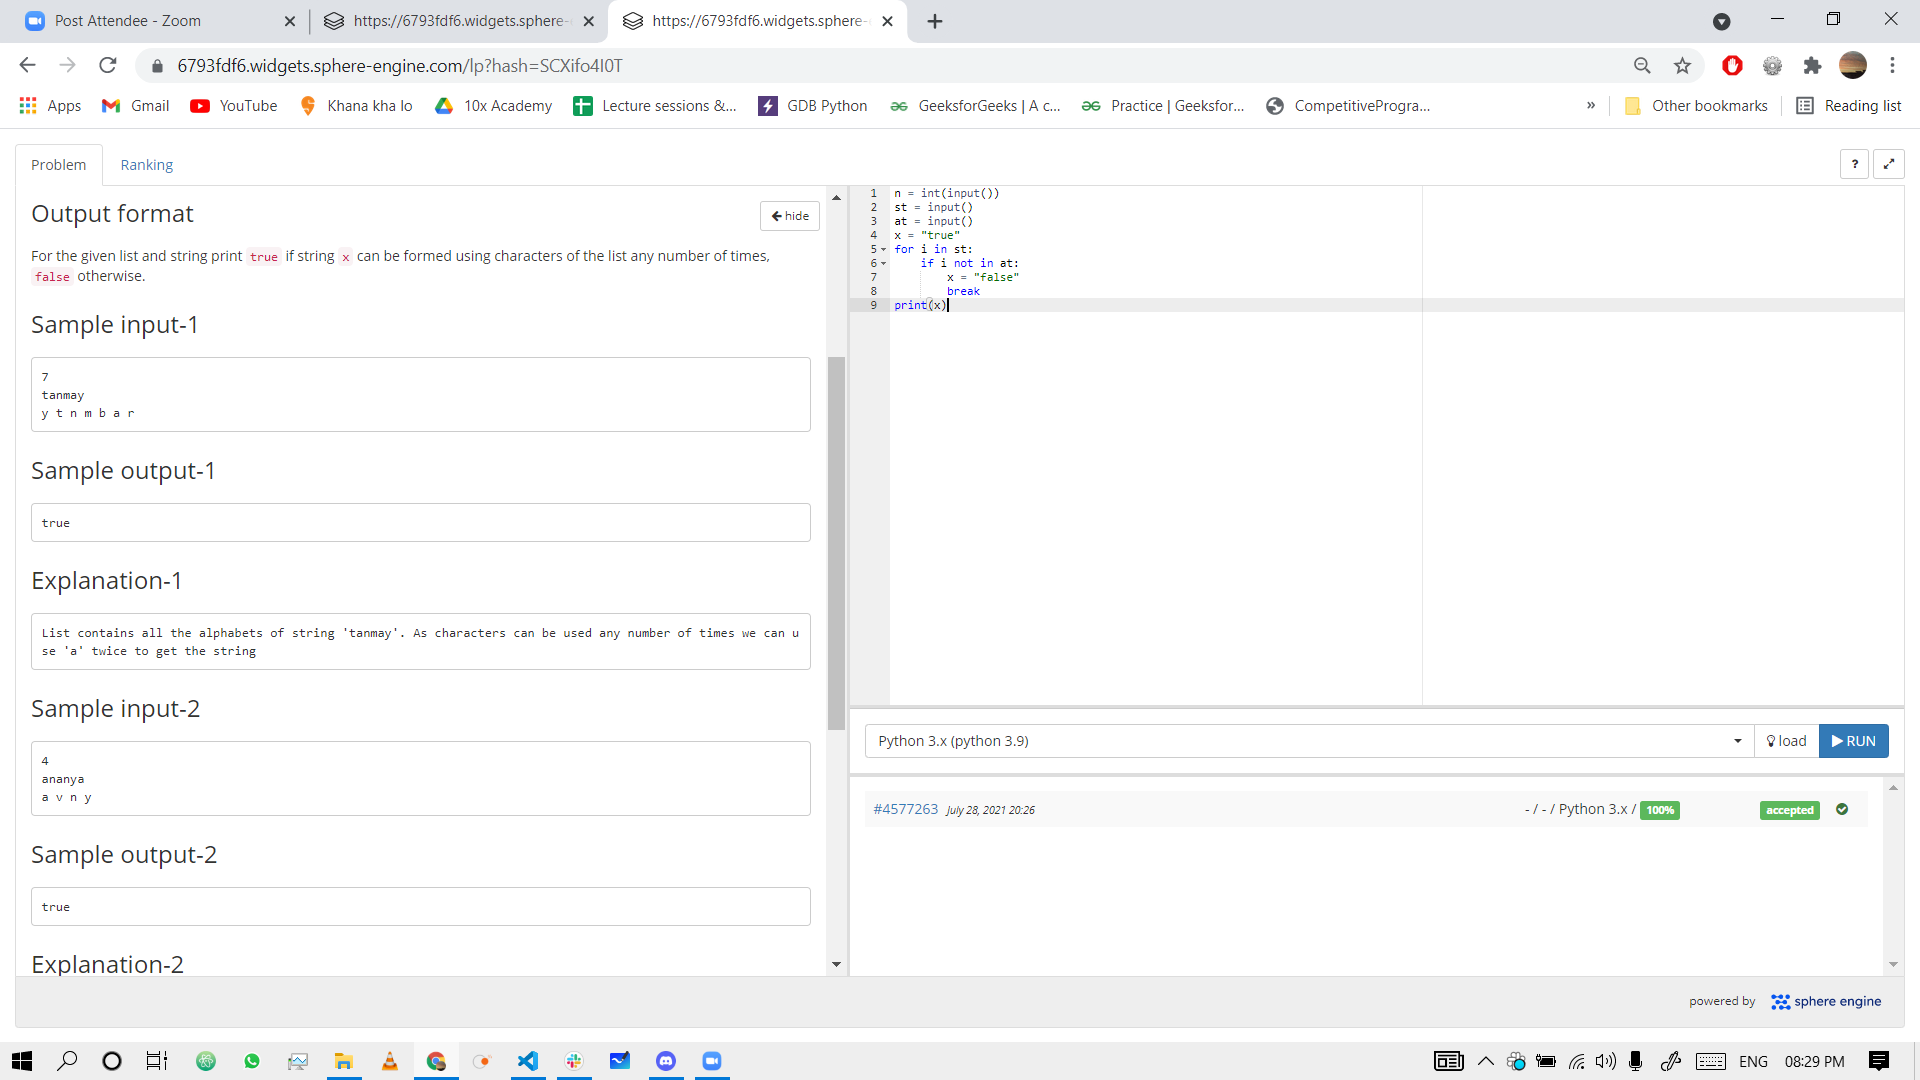 Post Attendee - Zoom
https://6793fdf6.widgets.sphere-
https://6793fdf6.widgets.sphere-
6793fdf6.widgets.sphere-engine.com/lp?hash=SCXifo4I0T
Apps
Gmail
YouTube
Khana kha lo
10x Academy
Lecture sessions &...
GDB Python
GeeksforGeeks | A c...
Practice | Geeksfor...
CompetitiveProgra...
»
Other bookmarks
Reading list
Problem
Ranking
?
Output format
hide
For the given list and string print true if string x can be formed using characters of the list any number of times,
false otherwise.
Sample input-1
7
tanmay
y t n m b a r
Sample output-1
true
Explanation-1
List contains all the alphabets of string 'tanmay'. As characters can be used any number of times we can u
se 'a' twice to get the string
Sample input-2
4
ananya
a v n y
Sample output-2
true
Explanation-2
1 n = int(input())
2 st = input()
3 at = input()
4 x = "true"
5 for i in st:
6 if i not in at:
7 x = "false"
8 break
9 print(x)
Python 3.x (python 3.9)
load
RUN
#4577263 July 28, 2021 20:26
- / - / Python 3.x / 100%
accepted
powered by sphere engine
ENG
08:29 PM